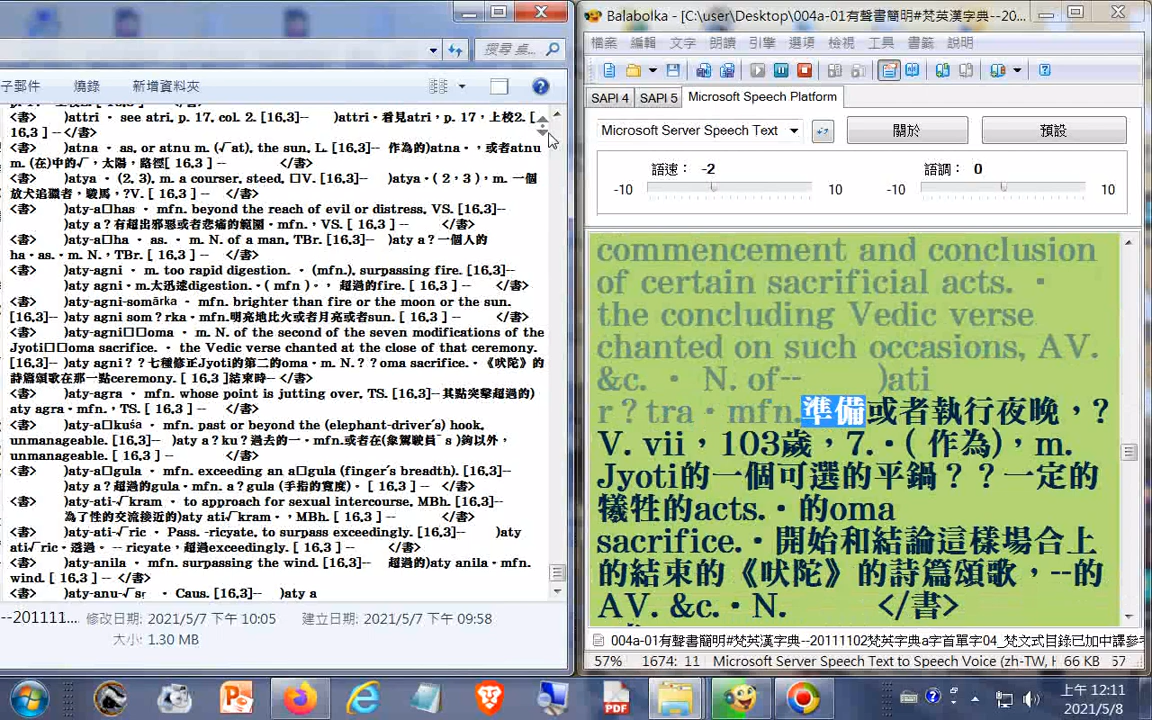 搜尋 桌...
子郵件 燒錄 新增資料夾
《書》 )attri‧see atri. p. 17, col. 2. [16,3]-- )attri‧看見atri，p. 17，上校2. [
16,3 ] --</書>
《書》 )atna‧as, or atnu m. (√at), the sun, L. [16,3]-- 作為的)atna‧，或者atnu
m. (在)中的√，太陽，路徑[ 16,3 ] </書>
《書》 )atya‧(2, 3), m. a courser, steed, □V. [16,3]-- )atya‧( 2，3 )，m. 一個
放犬追獵者，駿馬，?V. [ 16,3 ] </書>
《書》 )aty-a□has‧mfn. beyond the reach of evil or distress, VS. [16,3]--
)aty a？有超出邪惡或者悲痛的範圍‧mfn.，VS. [ 16,3 ] </書>
《書》 )aty-a□ha‧as.‧m. N. of a man, TBr. [16,3]-- )aty a？一個人的
ha‧as.‧m. N.，TBr. [ 16,3 ] </書>
《書》 )aty-agni‧m. too rapid digestion.‧(mfn.), surpassing fire. [16,3]--
)aty agni‧m.太迅速digestion.‧( mfn )。， 超過的fire. [ 16,3 ] </書>
《書》 )aty-agni-somārka‧mfn. brighter than fire or the moon or the sun.
[16,3]-- )aty agni som？rka‧mfn.明亮地比火或者月亮或者sun. [ 16,3 ] </書>
《書》 )aty-agni□□oma‧m. N. of the second of the seven modifications of the
Jyoti□□oma sacrifice.‧the Vedic verse chanted at the close of that ceremony.
[16,3]-- )aty agni？？七種修正Jyoti的第二的oma‧m. N.？？oma sacrifice.‧《吠陀》的
詩篇頌歌在那一點ceremony. [ 16,3 ]結束時--</書>
《書》 )aty-agra‧mfn. whose point is jutting over, TS. [16,3]-- 其點突擊超過的)
aty agra‧mfn.，TS. [ 16,3 ] </書>
《書》 )aty-a□kuśa‧mfn. past or beyond the (elephant-driver's) hook,
unmanageable. [16,3]-- )aty a？ku？過去的一‧mfn.或者在(象駕駛員¯s )鉤以外，
unmanageable. [ 16,3 ] </書>
《書》 )aty-a□gula‧mfn. exceeding an a□gula (finger's breadth). [16,3]--
)aty a？超過的gula‧mfn. a？gula (手指的寬度)。 [ 16,3 ] </書>
《書》 )aty-ati-√kram‧to approach for sexual intercourse, MBh. [16,3]--
為了性的交流接近的)aty ati√kram‧，MBh. [ 16,3 ] </書>
《書》 )aty-ati-√ric‧Pass. -ricyate, to surpass exceedingly. [16,3]-- )aty
ati√ric‧透過。 -- ricyate，超過exceedingly. [ 16,3 ] </書>
《書》 )aty-anila‧mfn. surpassing the wind. [16,3]-- 超過的)aty anila‧mfn.
wind. [ 16,3 ] --</書>
《書》 )aty-anu-√sṛ‧Caus. [16,3]-- )aty a
--201111... 修改日期: 2021/5/7 下午 10:05 建立日期: 2021/5/7 下午 09:58
大小: 1.30 MB
Balabolka - [C:\user\Desktop\004a-01有聲書簡明#梵英漢字典--20...
檔案 編輯 文字 朗讀 引擎 選項 檢視 工具 書籤 說明
SAPI 4 SAPI 5 Microsoft Speech Platform
Microsoft Server Speech Text 關於 預設
語速: -2 語調: 0
-10 10 -10 10
commencement and conclusion
of certain sacrificial acts.‧
the concluding Vedic verse
chanted on such occasions, AV.
&c.‧N. of-- )ati
r？tra‧mfn.準備或者執行夜晚，?
V. vii，103歲，7.‧( 作為)，m.
Jyoti的一個可選的平鍋？？一定的
犧牲的acts.‧的oma
sacrifice.‧開始和結論這樣場合上
的結束的《吠陀》的詩篇頌歌，--的
AV. &c.‧N. </書>
004a-01有聲書簡明#梵英漢字典--20111102梵英字典a字首單字04_梵文式目錄已加中譯參考
57% 1674: 11 Microsoft Server Speech Text to Speech Voice (zh-TW, H 66 KB 57
PDF
上午 12:11
2021/5/8